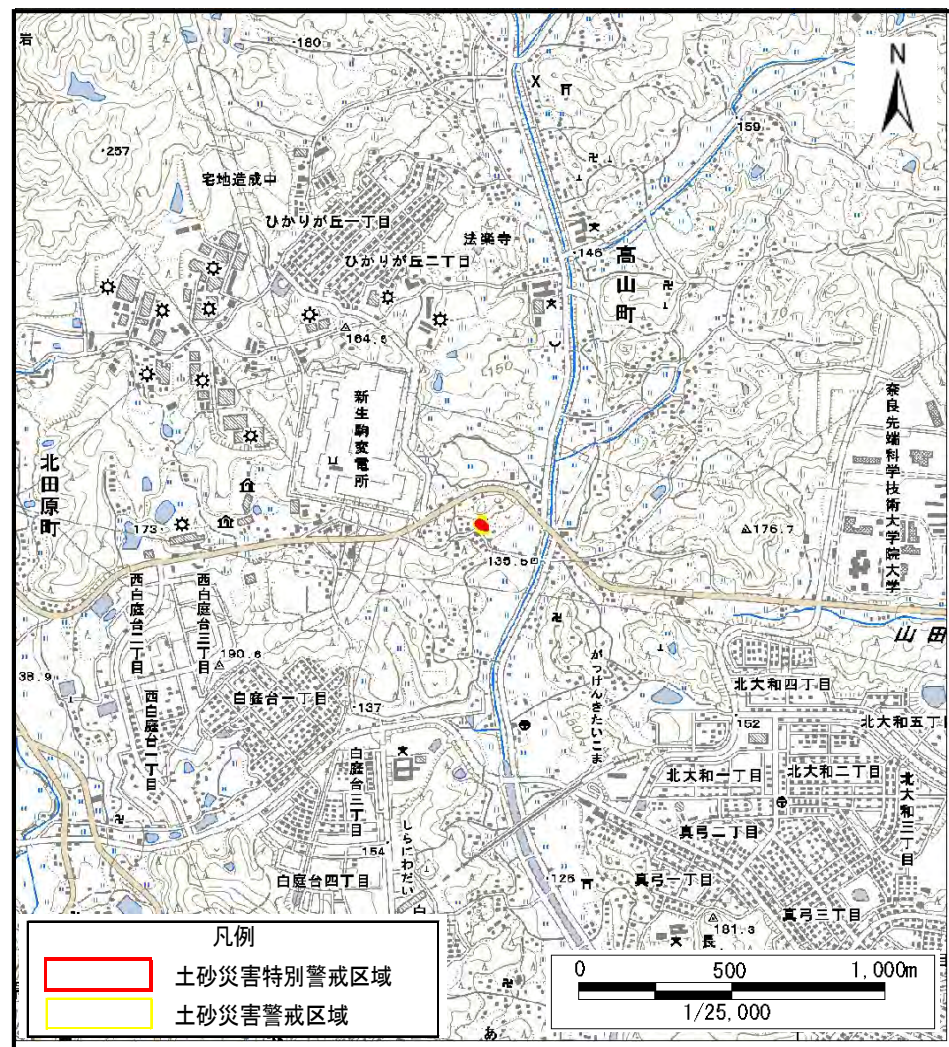 岩
180
N
257
159
宅地造成中
ひかりが丘一丁目
法楽寺
ひかりが丘二丁目
146
高山町
164.5
150
70
新生駒変電所
奈良先端科学技術大学院大学
北田原町
173
176.7
135.6
西白庭台二丁目
西白庭台三丁目
山田
190.6
がっけんきたいこま
38.9
白庭台一丁目
北大和四丁目
西白庭台一丁目
137
152
北大和五丁目
白庭台三丁目
北大和一丁目
北大和二丁目
北大和三丁目
しらにわだい
154
真弓二丁目
白庭台四丁目
126
真弓一丁目
白
真弓三丁目
181.3
長
あ
凡例
土砂災害特別警戒区域
土砂災害警戒区域
0 500 1,000m
1/25,000